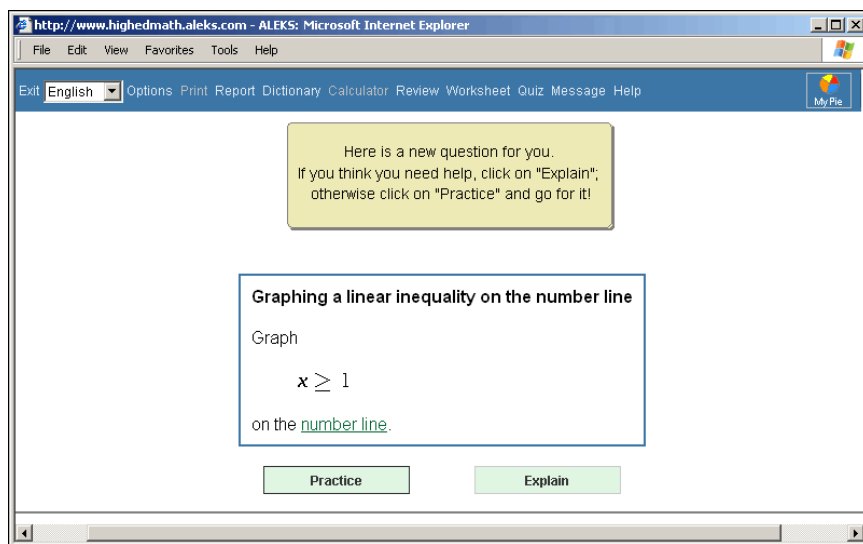 http://www.highedmath.aleks.com - ALEKS: Microsoft Internet Explorer
File Edit View Favorites Tools Help
Exit English Options Print Report Dictionary Calculator Review Worksheet Quiz Message Help
My Pie
Here is a new question for you.
If you think you need help, click on "Explain";
otherwise click on "Practice" and go for it!
Graphing a linear inequality on the number line
Graph
x ≥ 1
on the number line.
Practice Explain